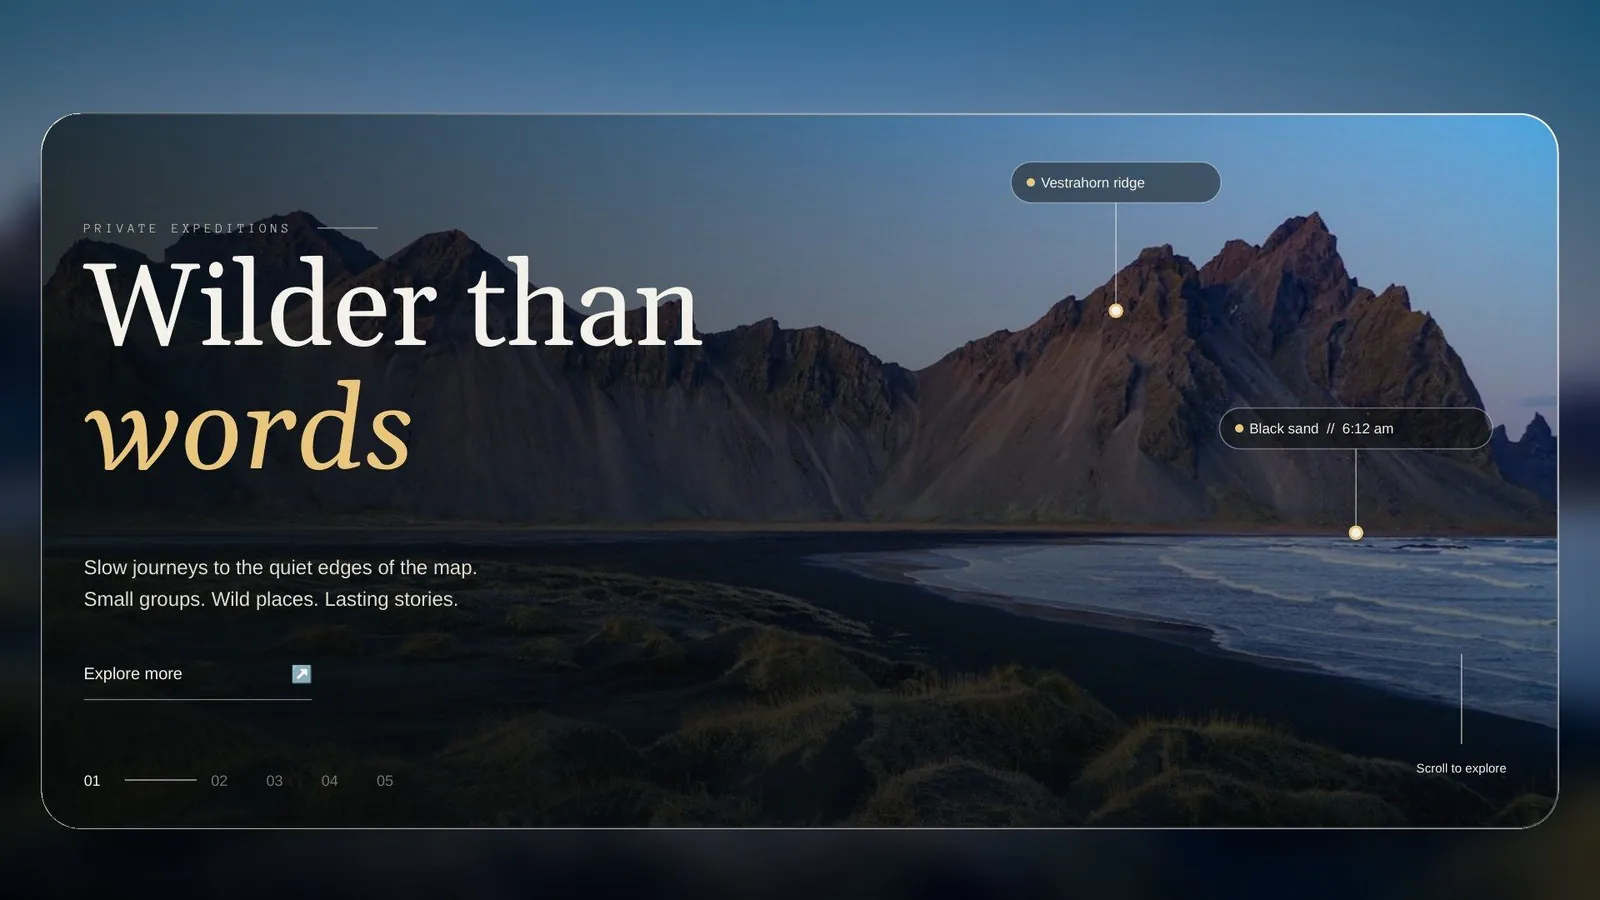 PRIVATE EXPEDITIONS
Wilder than
words
Slow journeys to the quiet edges of the map.
Small groups. Wild places. Lasting stories.
Explore more ↗
01 02 03 04 05
Vestrahorn ridge
Black sand // 6:12 am
Scroll to explore